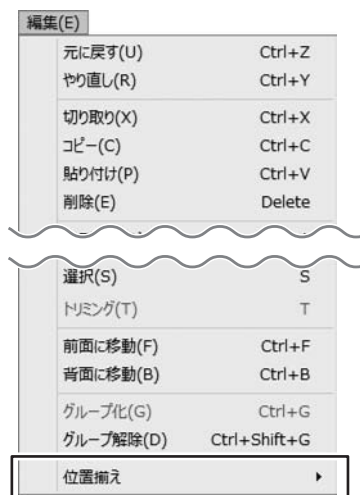 編集(E)
元に戻す(U) Ctrl+Z
やり直し(R) Ctrl+Y
切り取り(X) Ctrl+X
コピー(C) Ctrl+C
貼り付け(P) Ctrl+V
削除(E) Delete
選択(S) S
トリミング(T) T
前面に移動(F) Ctrl+F
背面に移動(B) Ctrl+B
グループ化(G) Ctrl+G
グループ解除(D) Ctrl+Shift+G
位置揃え